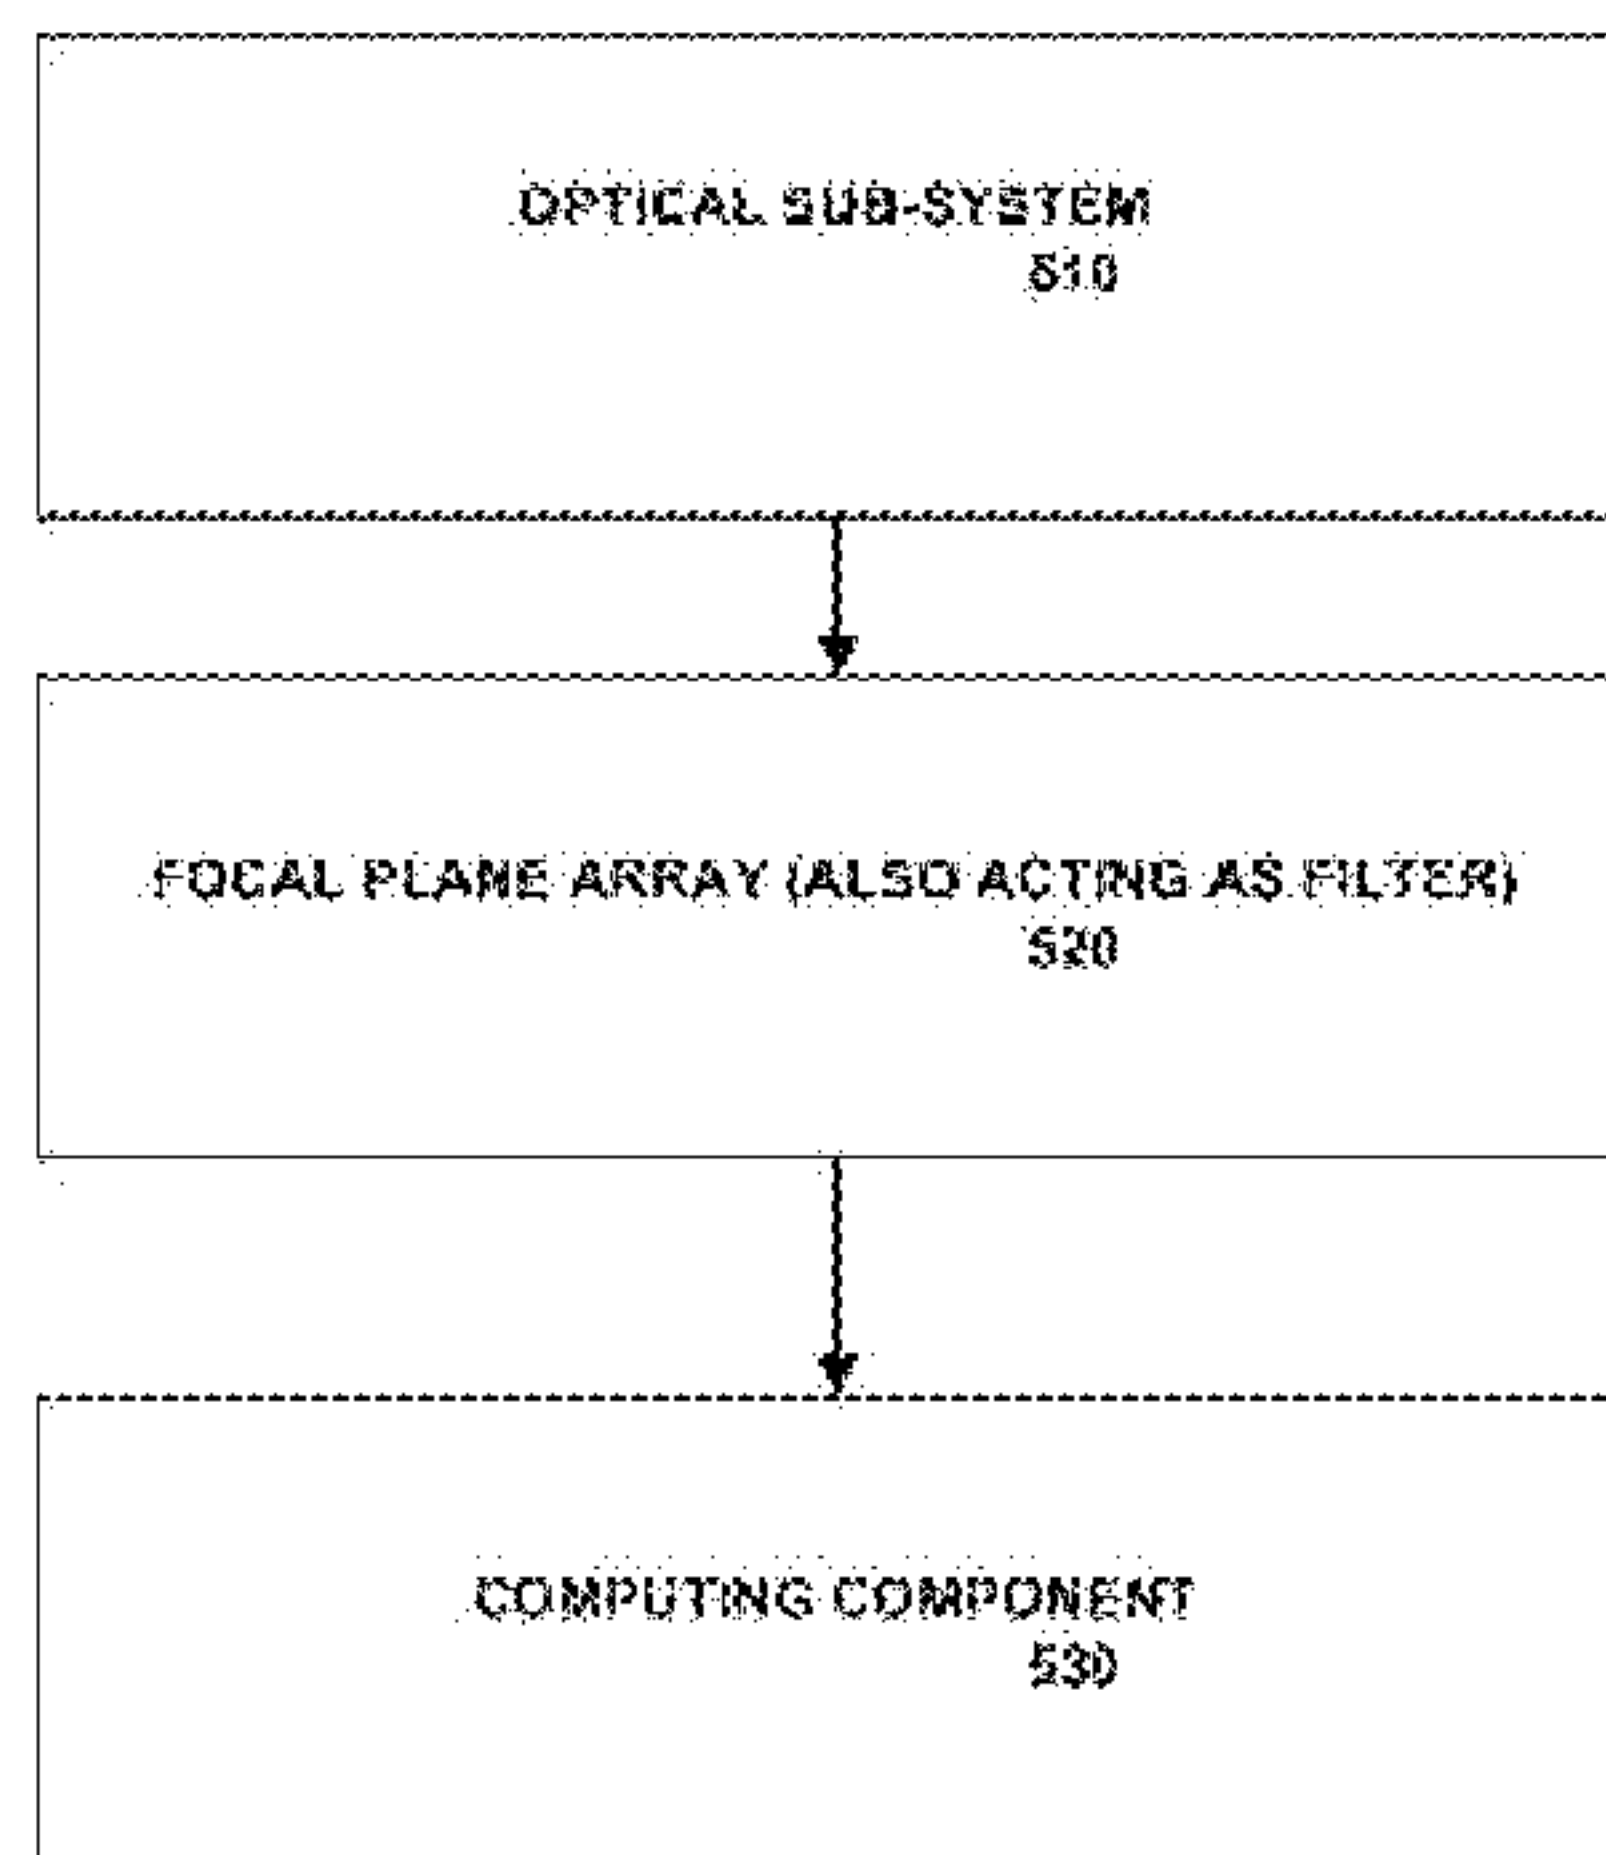 OPTICAL SUB-SYSTEM
510
FOCAL PLANE ARRAY (ALSO ACTING AS FILTER)
520
COMPUTING COMPONENT
530